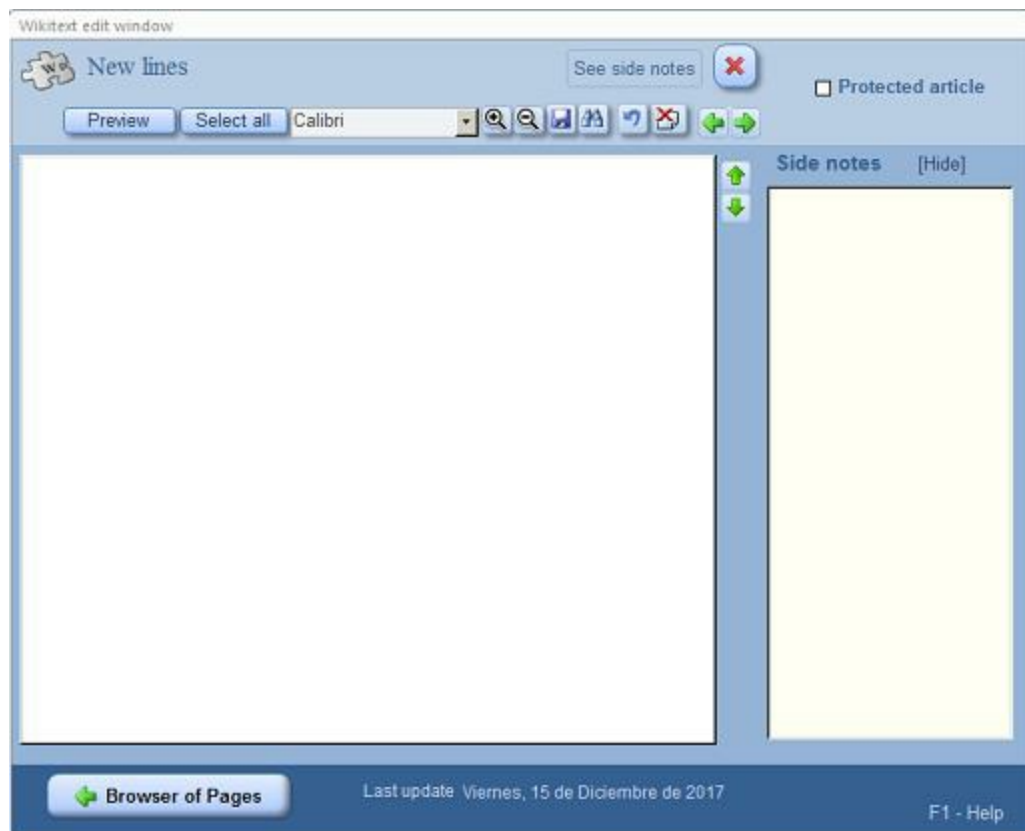 Wikitext edit window
New lines
See side notes
Protected article
Preview Select all Calibri
Side notes [Hide]
Browser of Pages
Last update Viernes, 15 de Diciembre de 2017
F1 - Help